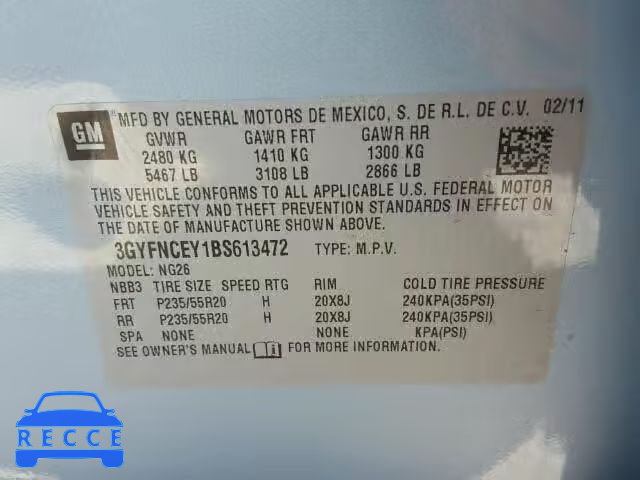 GM
MFD BY GENERAL MOTORS DE MEXICO, S. DE R.L. DE C.V. 02/11
GVWR GAWR FRT GAWR RR
2480 KG 1410 KG 1300 KG
5467 LB 3108 LB 2866 LB
THIS VEHICLE CONFORMS TO ALL APPLICABLE U.S. FEDERAL MOTOR
VEHICLE SAFETY AND THEFT PREVENTION STANDARDS IN EFFECT ON
THE DATE OF MANUFACTURE SHOWN ABOVE.
3GYFNCEY1BS613472 TYPE: M.P.V.
MODEL: NG26
NBB3 TIRE SIZE SPEED RTG RIM COLD TIRE PRESSURE
FRT P235/55R20 H 20X8J 240KPA(35PSI)
RR P235/55R20 H 20X8J 240KPA(35PSI)
SPA NONE NONE KPA(PSI)
SEE OWNER'S MANUAL FOR MORE INFORMATION.
RECCE